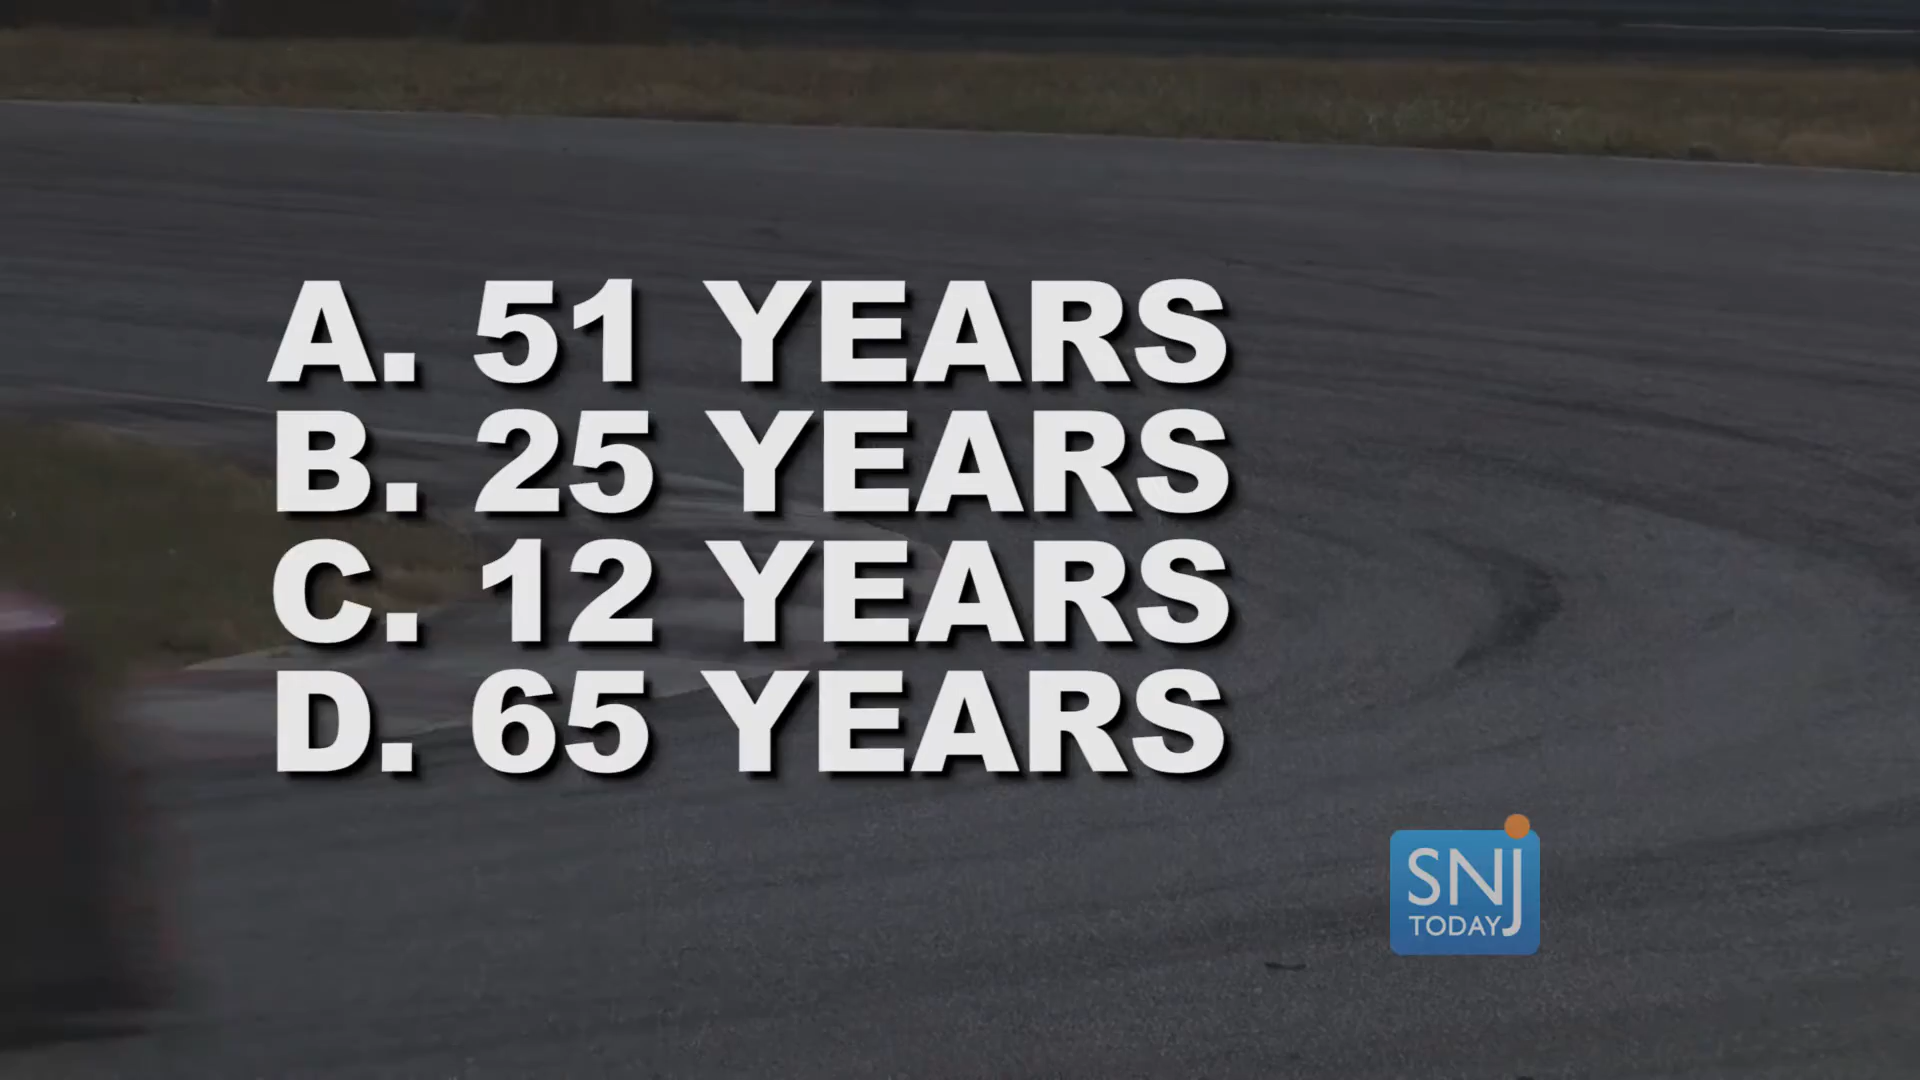 A. 51 YEARS
B. 25 YEARS
C. 12 YEARS
D. 65 YEARS
SNJ
TODAY